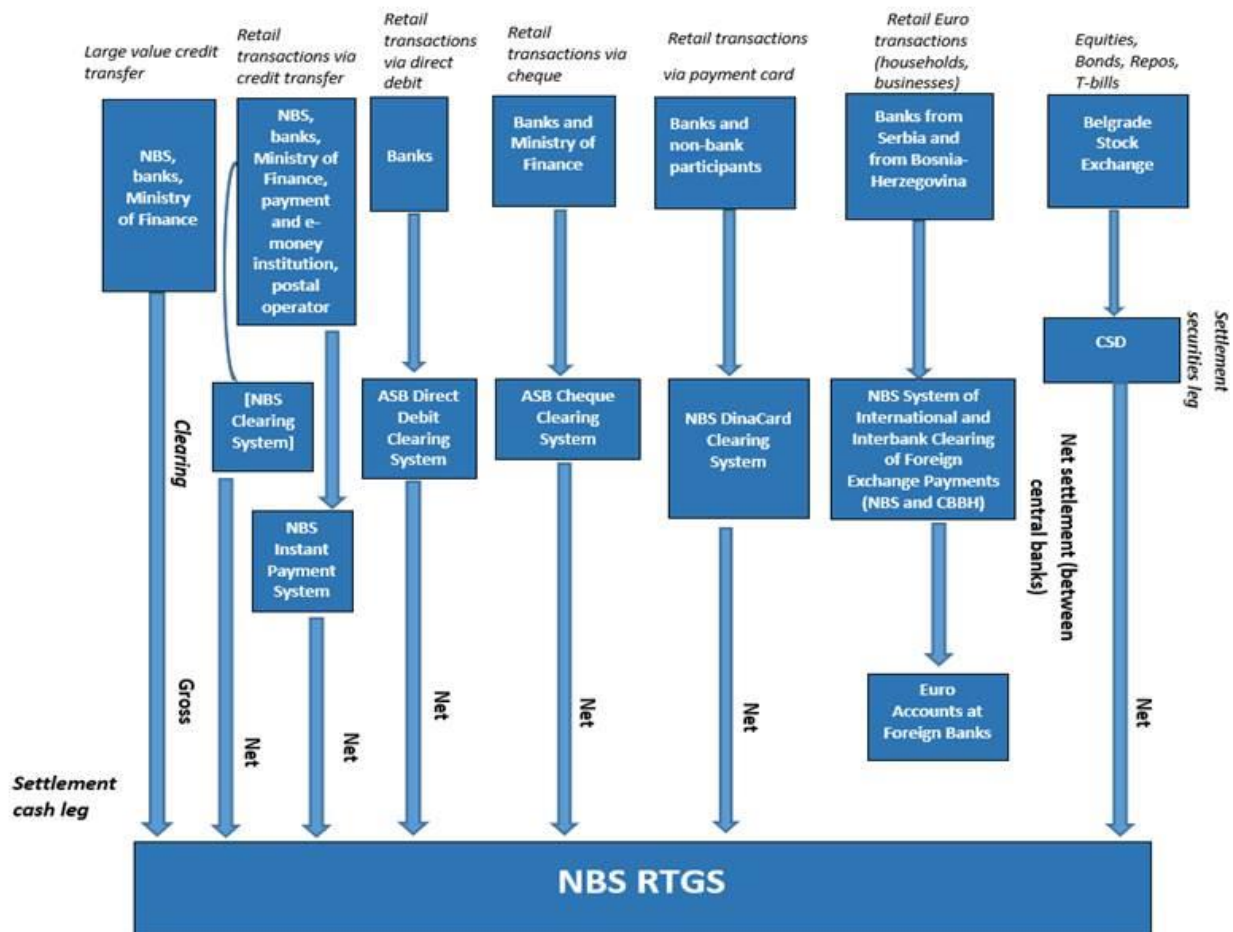 Large value credit
transfer
Retail
transactions via
credit transfer
Retail
transactions
via direct
debit
Retail
transactions via
cheque
Retail transactions
via payment card
Retail Euro
transactions
(households,
businesses)
Equities,
Bonds, Repos,
T-bills
NBS,
banks,
Ministry
of Finance
NBS,
banks,
Ministry of
Finance,
payment
and e-
money
institution,
postal
operator
Banks
Banks and
Ministry of
Finance
Banks and
non-bank
participants
Banks from
Serbia and
from Bosnia-
Herzegovina
Belgrade
Stock
Exchange
CSD
Settlement
securities leg
Clearing
[NBS
Clearing
System]
NBS
Instant
Payment
System
ASB Direct
Debit
Clearing
System
ASB Cheque
Clearing
System
NBS DinaCard
Clearing
System
NBS System of
International and
Interbank Clearing
of Foreign
Exchange Payments
(NBS and CBBH)
Net settlement (between
central banks)
Euro
Accounts at
Foreign Banks
Gross
Net
Net
Net
Net
Net
Net
Settlement
cash leg
NBS RTGS